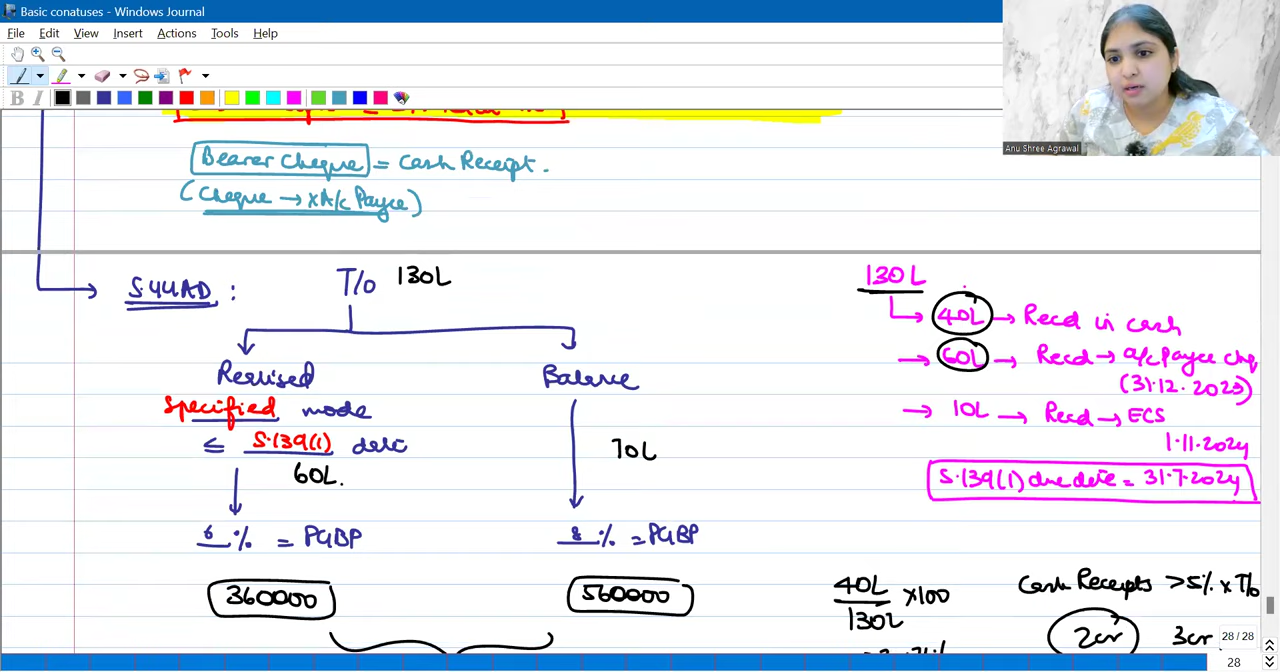 Basic conatuses - Windows Journal
File Edit View Insert Actions Tools Help
B I
Anu Shree Agrawal
Bearer Cheque = Cash Receipt.
(Cheque → x A/c Payee)
S.44AD :
T/o 130L
Realised
specified mode
≤ S.139(1) date
60L.
6 % = PGBP
360000
Balance
70L
8 % = PGBP
560000
130L
→ 40L → Recd in cash
→ 60L → Recd → a/c Payee chq
(31.12.2023)
→ 10L → Recd → ECS
1.11.2024
S.139(1) due date = 31.7.2024
40L
130L
x100
Cash Receipts >5% x T/o
2cr 3cr
28 / 28
28